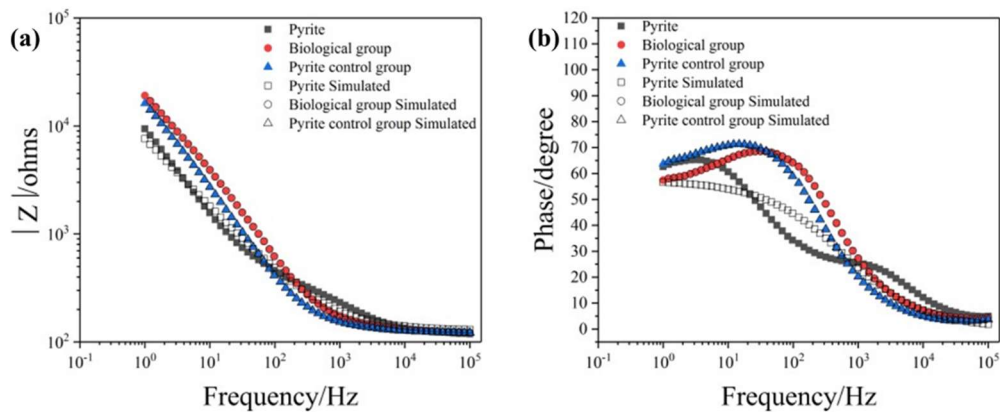 (a)
10^5
10^4
10^3
10^2
|Z|/ohms
Pyrite
Biological group
Pyrite control group
Pyrite Simulated
Biological group Simulated
Pyrite control group Simulated
10^-1 10^0 10^1 10^2 10^3 10^4 10^5
Frequency/Hz
(b)
120
110
100
90
80
70
60
50
40
30
20
10
0
Phase/degree
Pyrite
Biological group
Pyrite control group
Pyrite Simulated
Biological group Simulated
Pyrite control group Simulated
10^-1 10^0 10^1 10^2 10^3 10^4 10^5
Frequency/Hz